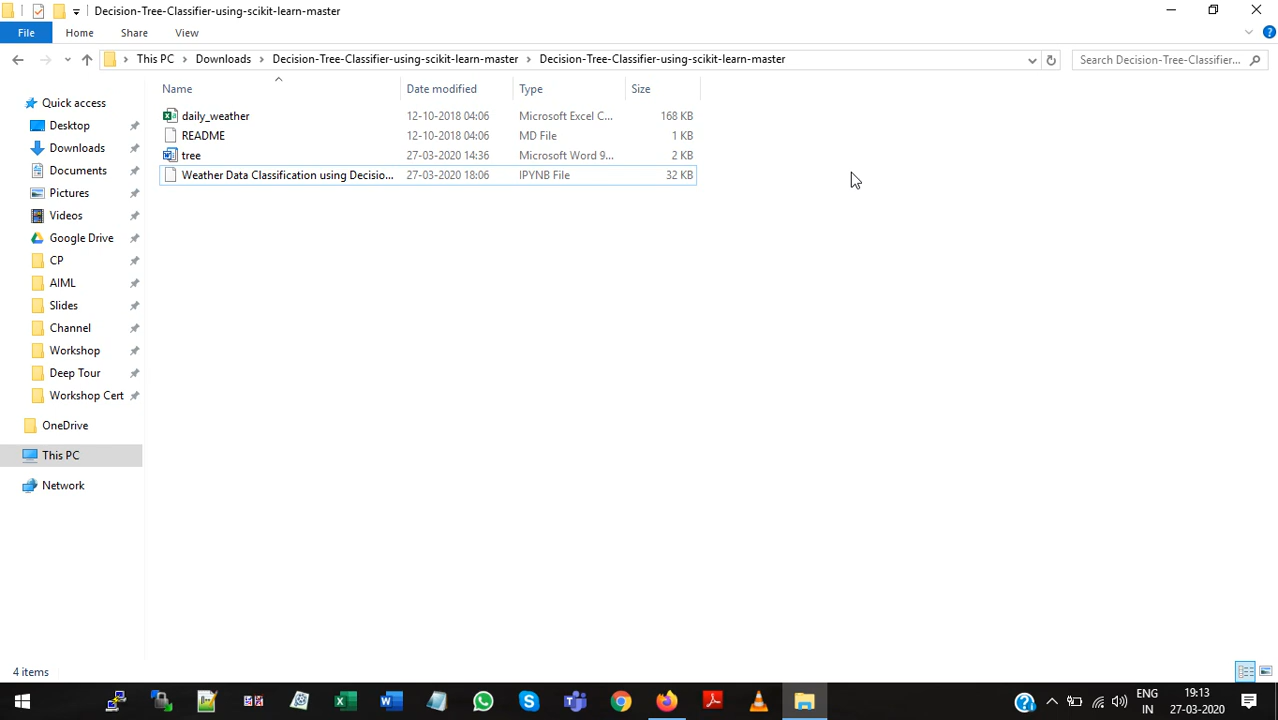 Decision-Tree-Classifier-using-scikit-learn-master
File Home Share View
This PC Downloads Decision-Tree-Classifier-using-scikit-learn-master Decision-Tree-Classifier-using-scikit-learn-master Search Decision-Tree-Classifier...
Name Date modified Type Size
Quick access
Desktop
Downloads
Documents
Pictures
Videos
Google Drive
CP
AIML
Slides
Channel
Workshop
Deep Tour
Workshop Cert
OneDrive
This PC
Network
daily_weather 12-10-2018 04:06 Microsoft Excel C... 168 KB
README 12-10-2018 04:06 MD File 1 KB
tree 27-03-2020 14:36 Microsoft Word 9... 2 KB
Weather Data Classification using Decisio... 27-03-2020 18:06 IPYNB File 32 KB
4 items
ENG 19:13
IN 27-03-2020